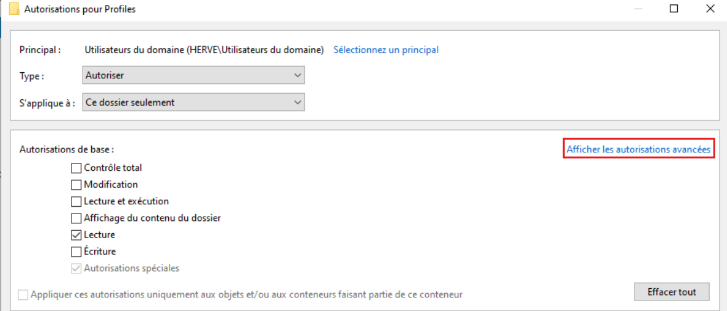 Autorisations pour Profiles
Principal : Utilisateurs du domaine (HERVE\Utilisateurs du domaine) Sélectionnez un principal
Type : Autoriser
S'applique à : Ce dossier seulement
Autorisations de base : Afficher les autorisations avancées
Contrôle total
Modification
Lecture et exécution
Affichage du contenu du dossier
Lecture
Écriture
Autorisations spéciales
Appliquer ces autorisations uniquement aux objets et/ou aux conteneurs faisant partie de ce conteneur
Effacer tout